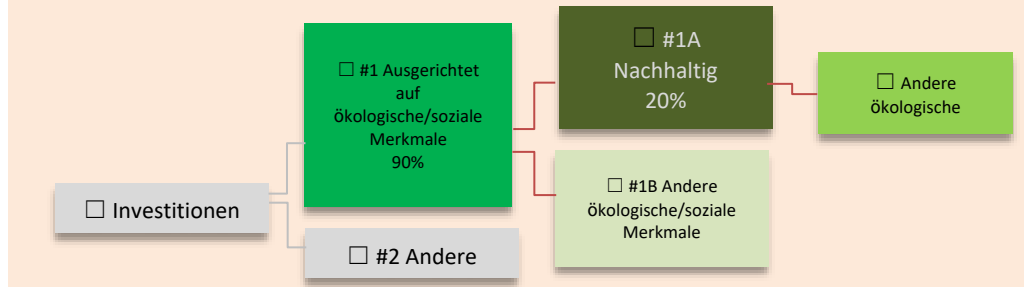 ☐ Investitionen
☐ #1 Ausgerichtet
auf
ökologische/soziale
Merkmale
90%
☐ #2 Andere
☐ #1A
Nachhaltig
20%
☐ #1B Andere
ökologische/soziale
Merkmale
☐ Andere
ökologische